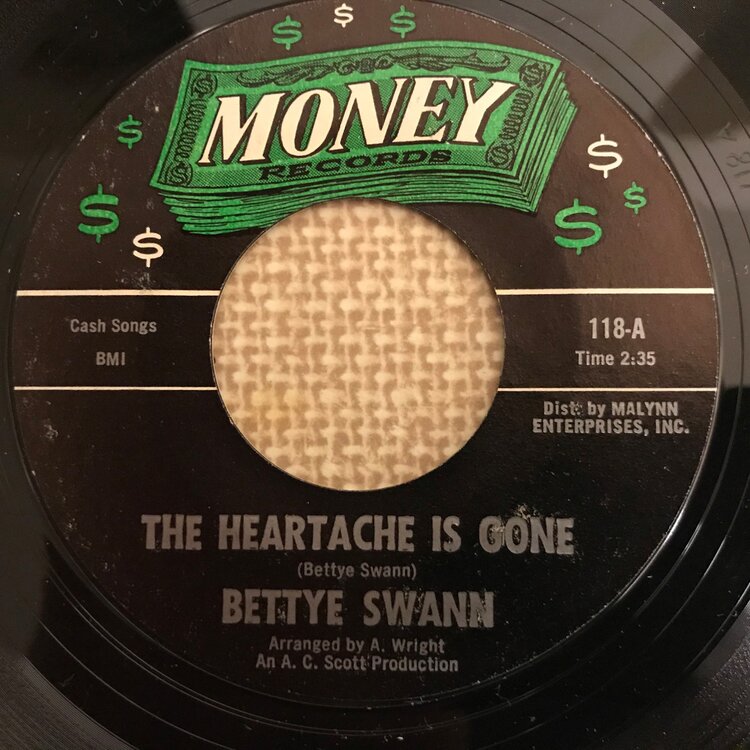 $ $ $
MONEY
RECORDS
$ $ $ $ $ $
Cash Songs
BMI
118-A
Time 2:35
Dist. by MALYNN
ENTERPRISES, INC.
THE HEARTACHE IS GONE
(Bettye Swann)
BETTYE SWANN
Arranged by A. Wright
An A. C. Scott Production